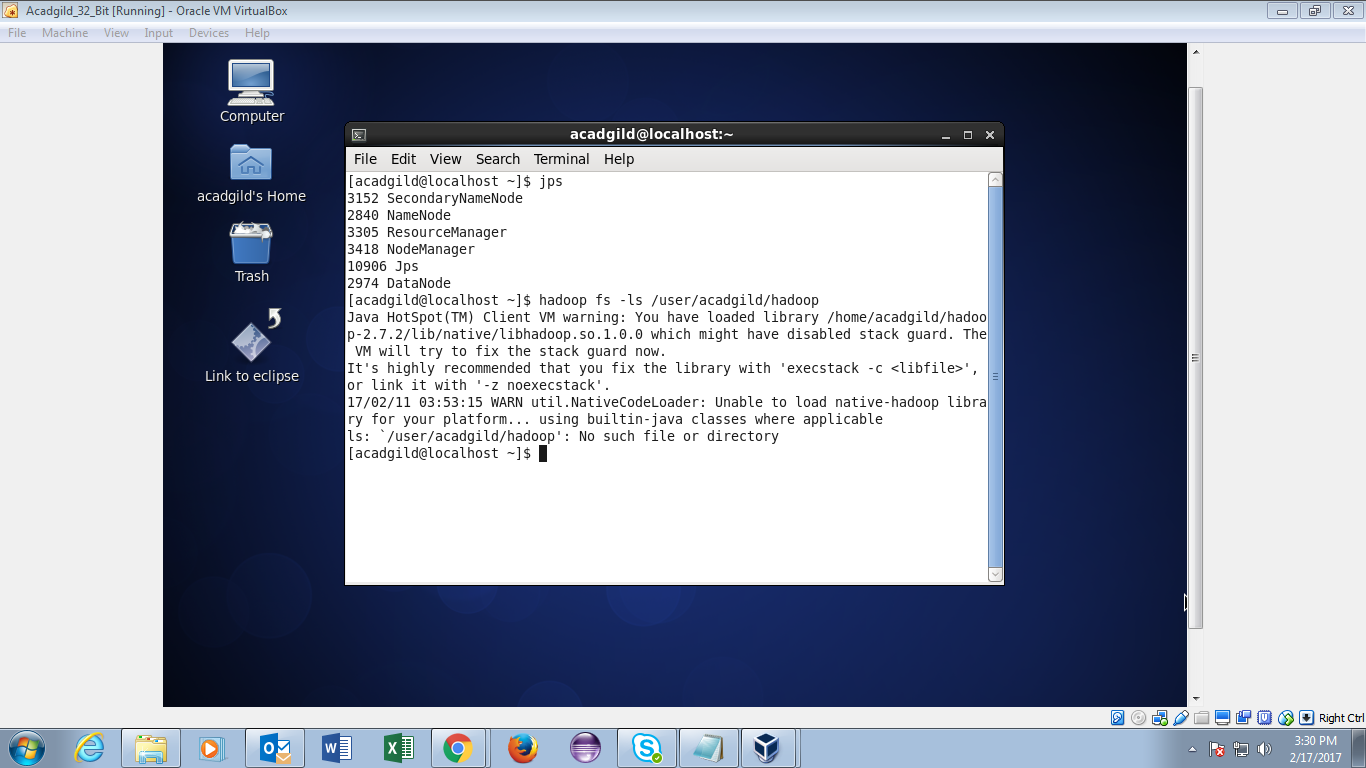 Acadgild_32_Bit [Running] - Oracle VM VirtualBox
File Machine View Input Devices Help
Computer
acadgild's Home
Trash
Link to eclipse
acadgild@localhost:~
File Edit View Search Terminal Help
[acadgild@localhost ~]$ jps
3152 SecondaryNameNode
2840 NameNode
3305 ResourceManager
3418 NodeManager
10906 Jps
2974 DataNode
[acadgild@localhost ~]$ hadoop fs -ls /user/acadgild/hadoop
Java HotSpot(TM) Client VM warning: You have loaded library /home/acadgild/hadoo
p-2.7.2/lib/native/libhadoop.so.1.0.0 which might have disabled stack guard. The
 VM will try to fix the stack guard now.
It's highly recommended that you fix the library with 'execstack -c <libfile>',
or link it with '-z noexecstack'.
17/02/11 03:53:15 WARN util.NativeCodeLoader: Unable to load native-hadoop libra
ry for your platform... using builtin-java classes where applicable
ls: `/user/acadgild/hadoop': No such file or directory
[acadgild@localhost ~]$
Right Ctrl
3:30 PM
2/17/2017